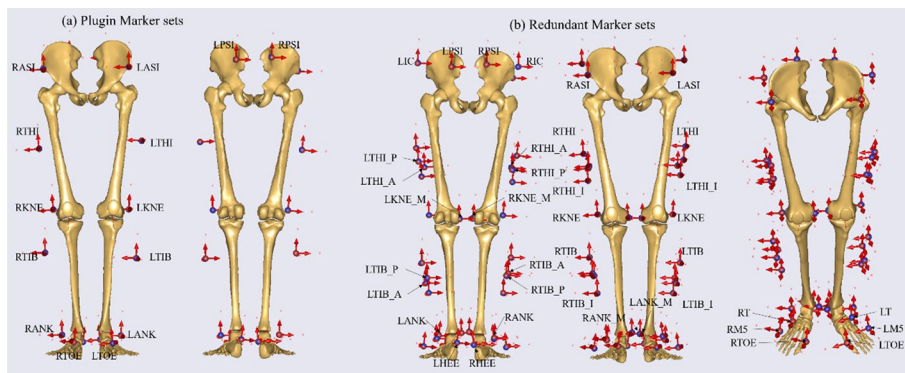 (a) Plugin Marker sets
LPSI RPSI
RASI LASI
RTHI LTHI
RKNE LKNE
RTIB LTIB
RANK LANK
RTOE LTOE
(b) Redundant Marker sets
LIC LPSI RPSI RIC
RASI LASI
LTHI_P RTHI_A
LTHI_A RTHI_P
RTHI LTHI
RTHI_I LTHI_I
LKNE_M RKNE_M
RKNE LKNE
LTIB_P RTIB_A
LTIB_A RTIB_P
RTIB LTIB
RTIB_I LTIB_I
LANK RANK
RANK_M LANK_M
LHEE RHEE
RT LT
RM5 LM5
RTOE LTOE